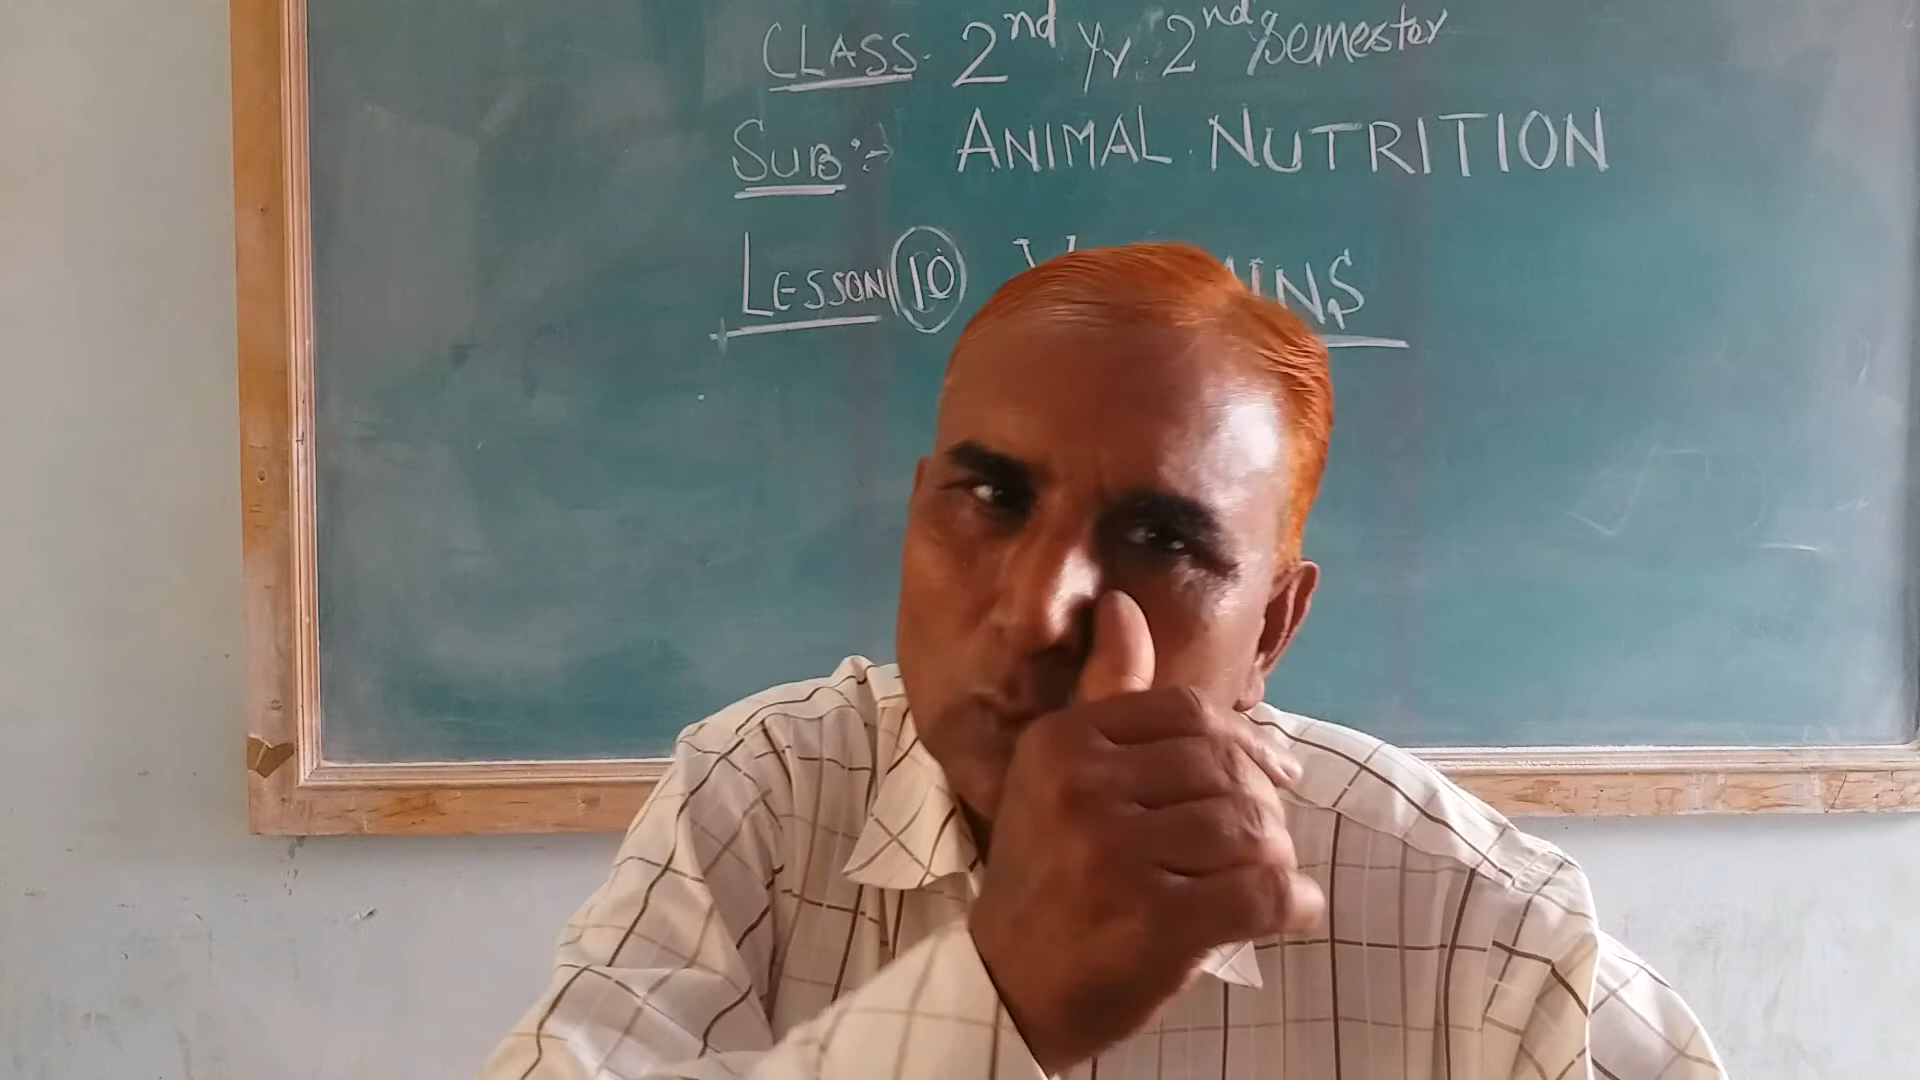 CLASS- 2nd Yr. 2nd Semester
SUB :-> ANIMAL NUTRITION
LESSON 10